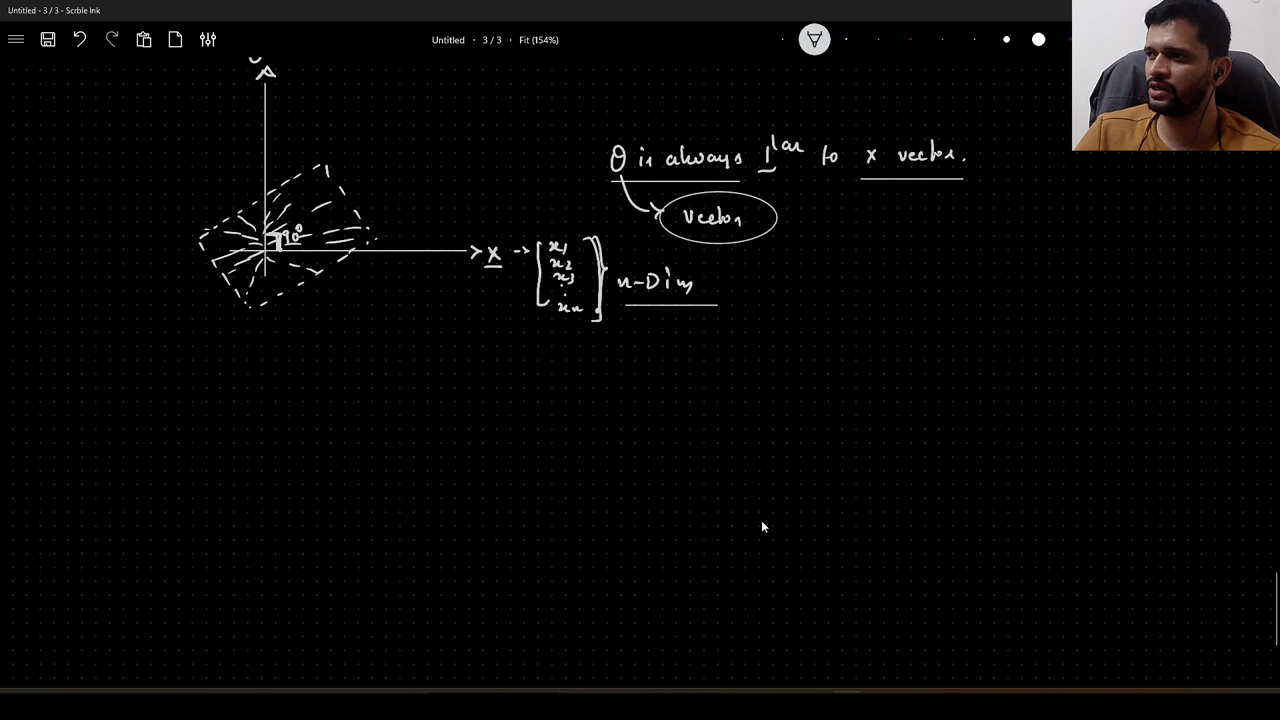 Untitled - 3 / 3 - Scrble Ink
Untitled · 3 / 3 · Fit (154%)
θ is always ⊥lar to x vector.
vector
90°
x → [x1
x2
x3
:
xn]
n-Dim